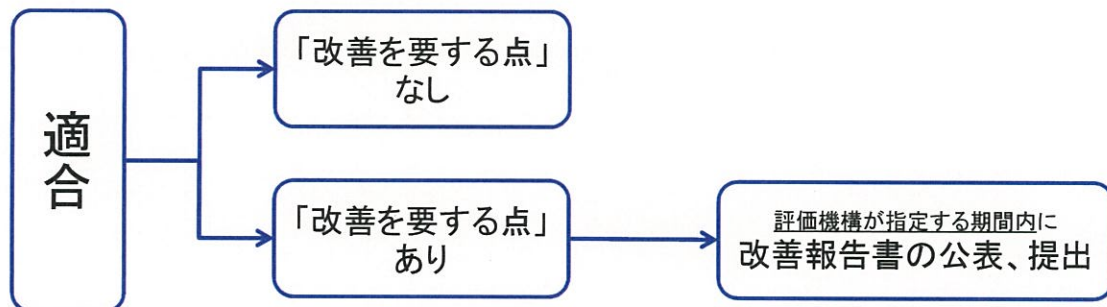 適合
「改善を要する点」
なし
「改善を要する点」
あり
評価機構が指定する期間内に
改善報告書の公表、提出